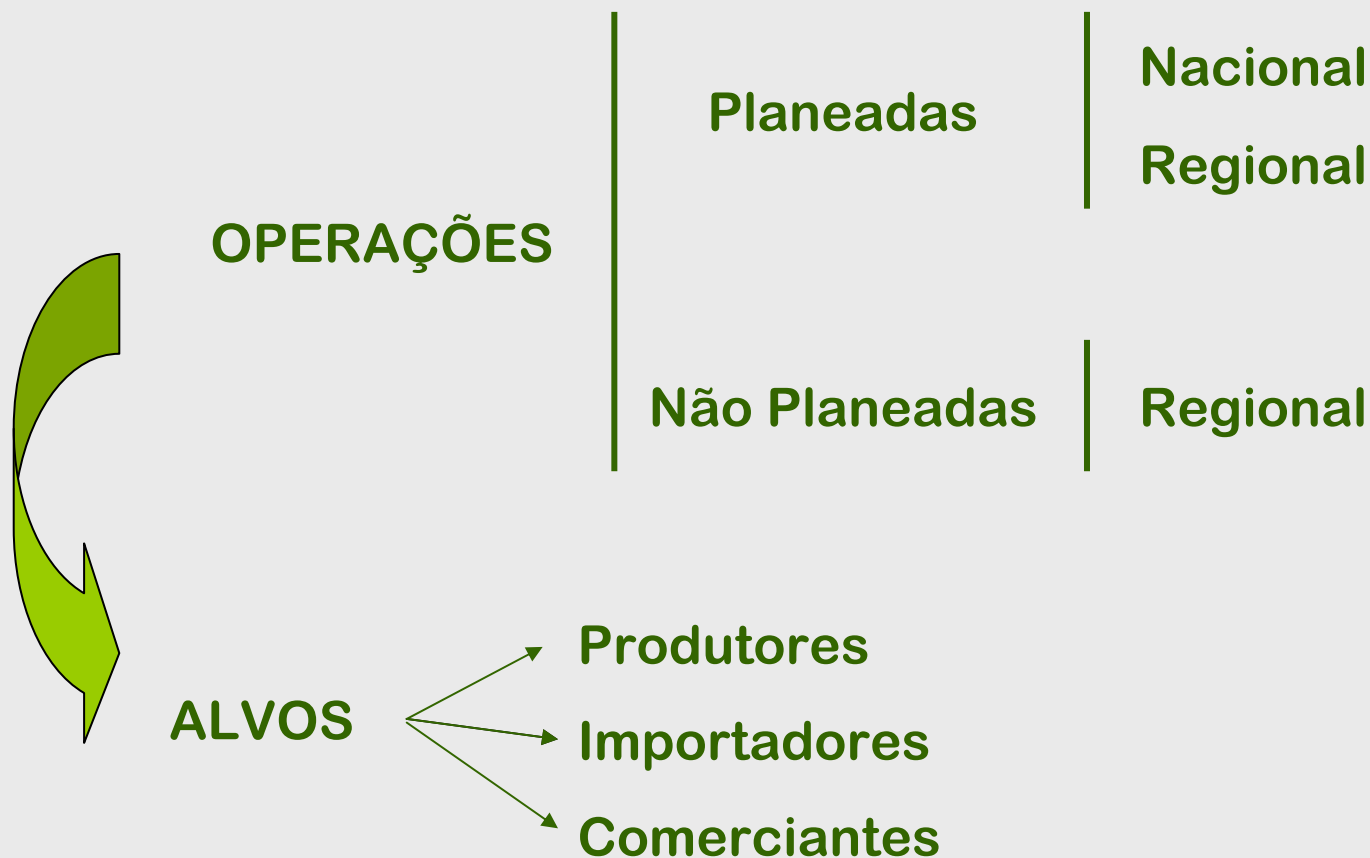 Nacional
Planeadas
Regional
OPERAÇÕES
Não Planeadas
Regional
Produtores
ALVOS
Importadores
Comerciantes